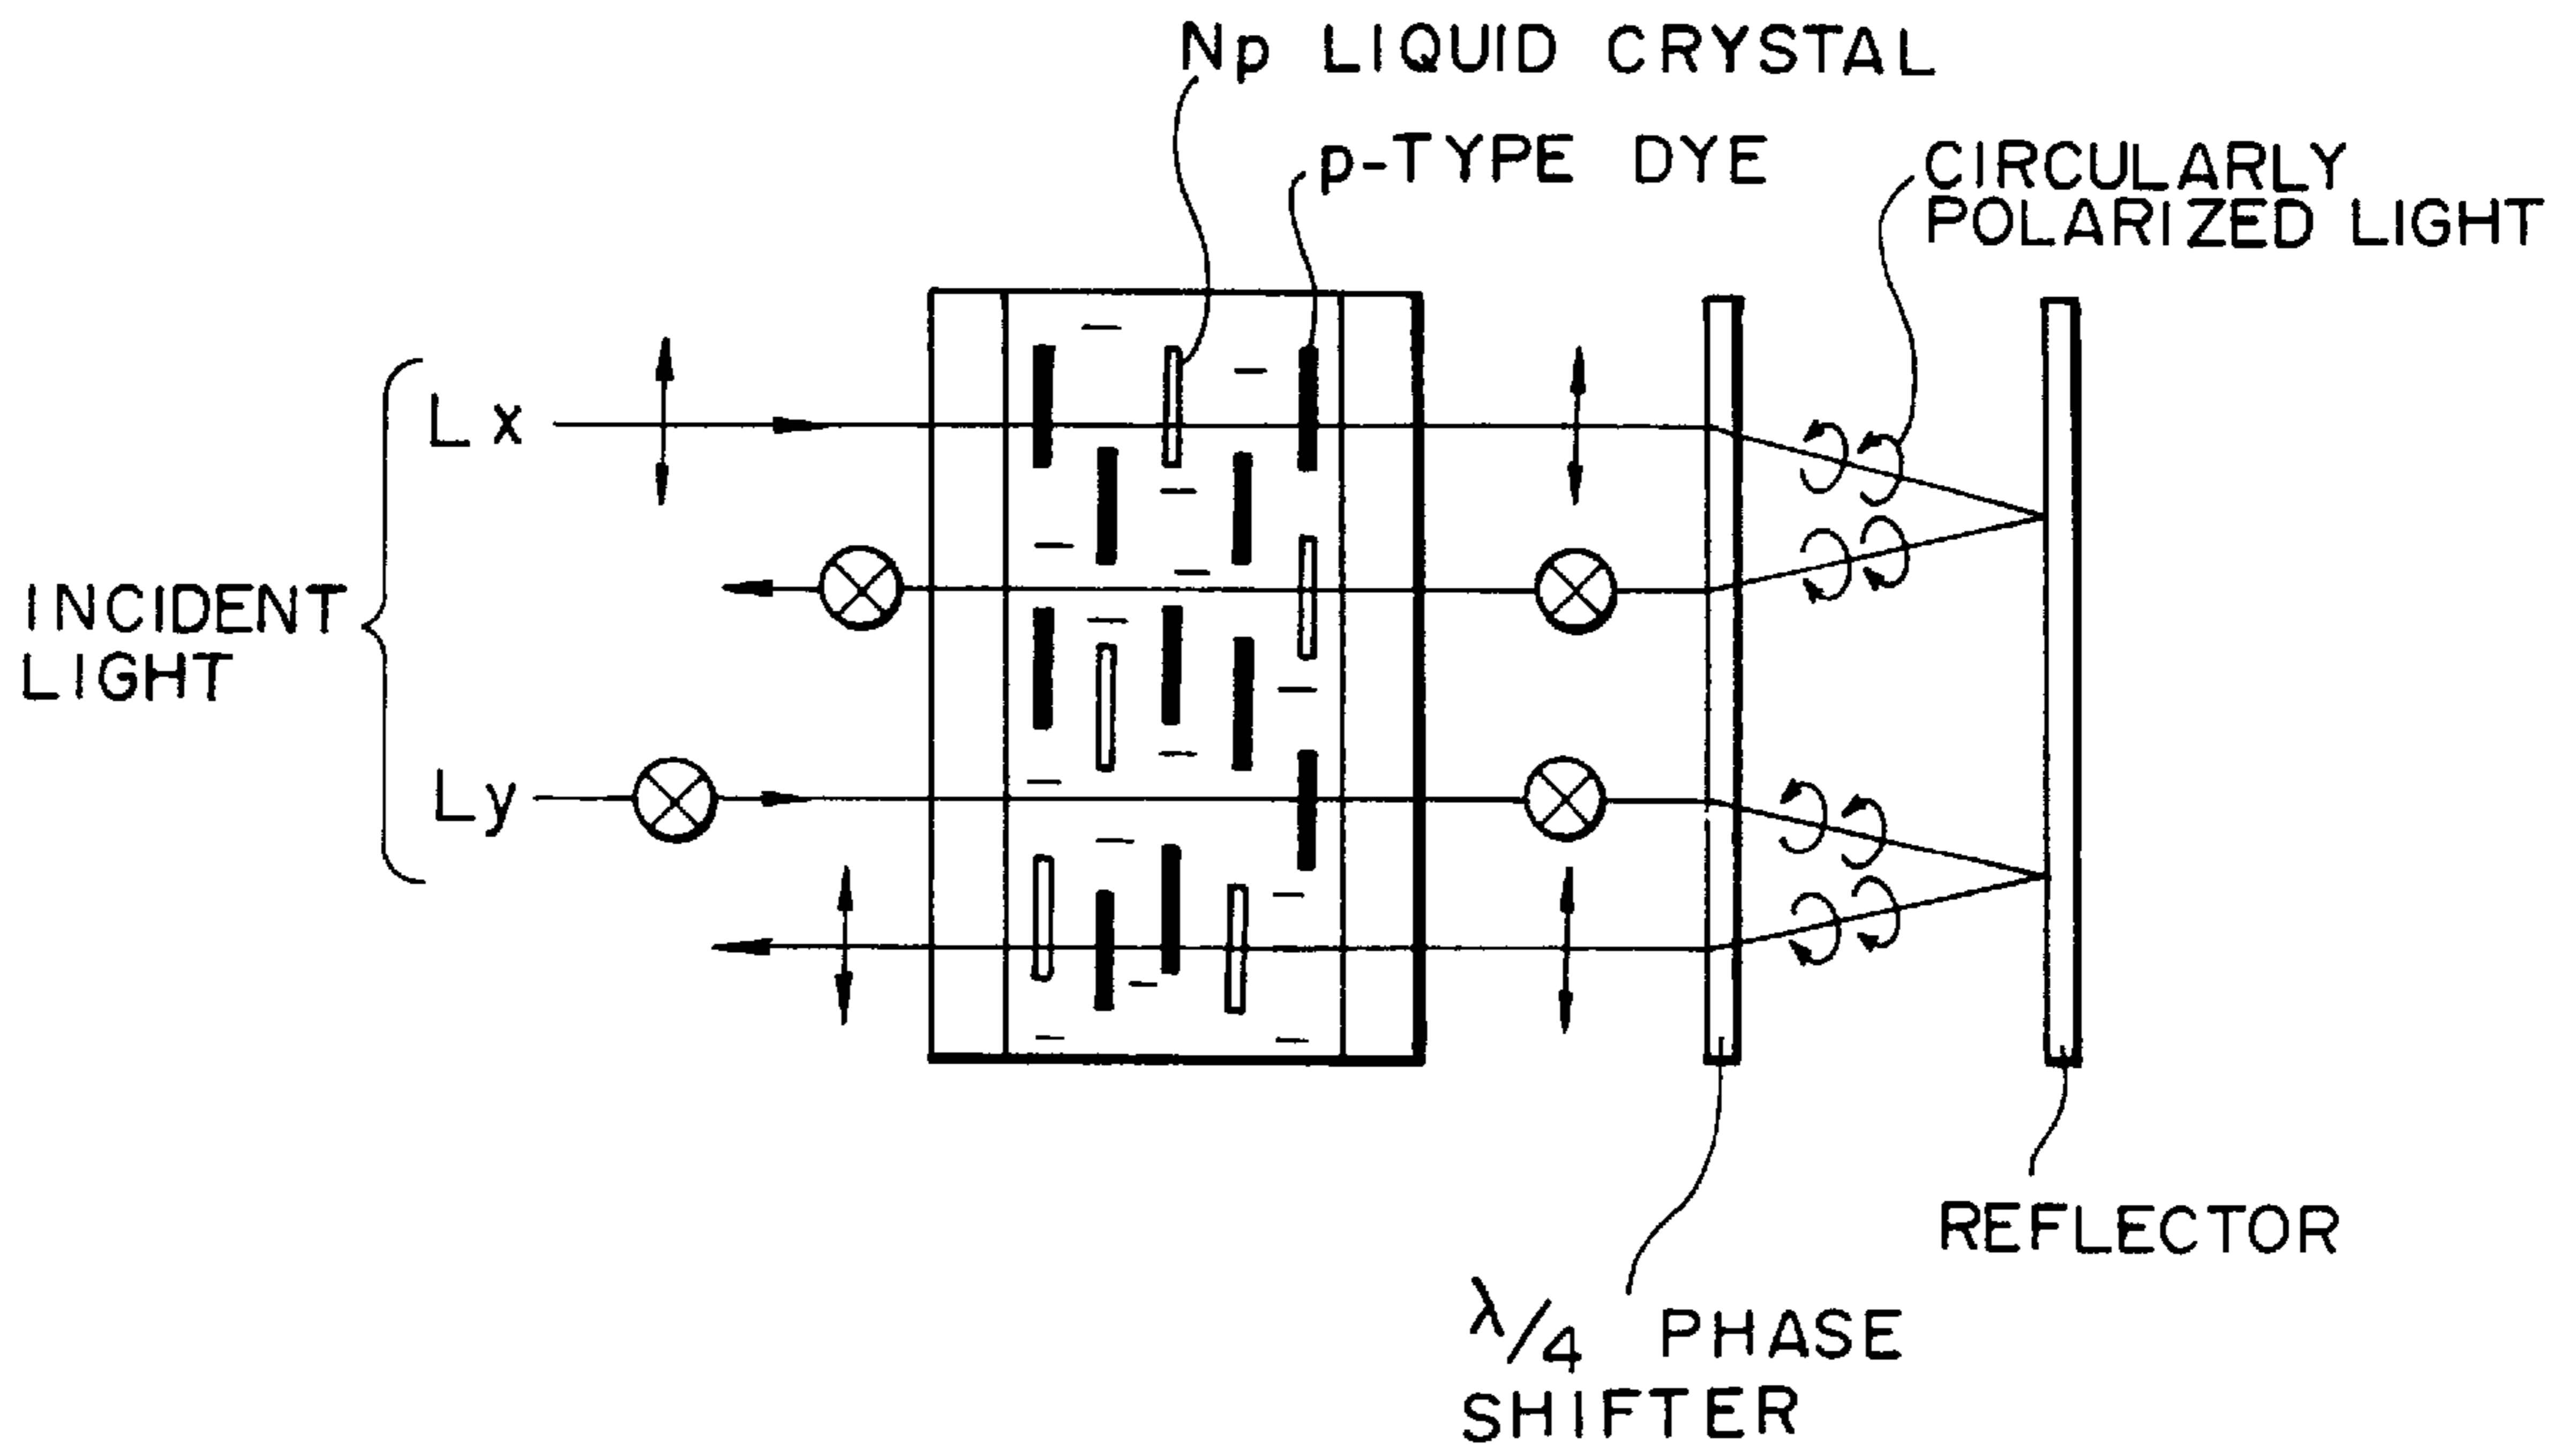 Np LIQUID CRYSTAL
p-TYPE DYE
CIRCULARLY
POLARIZED LIGHT
Lx
INCIDENT
LIGHT
Ly
REFLECTOR
λ/4 PHASE
SHIFTER